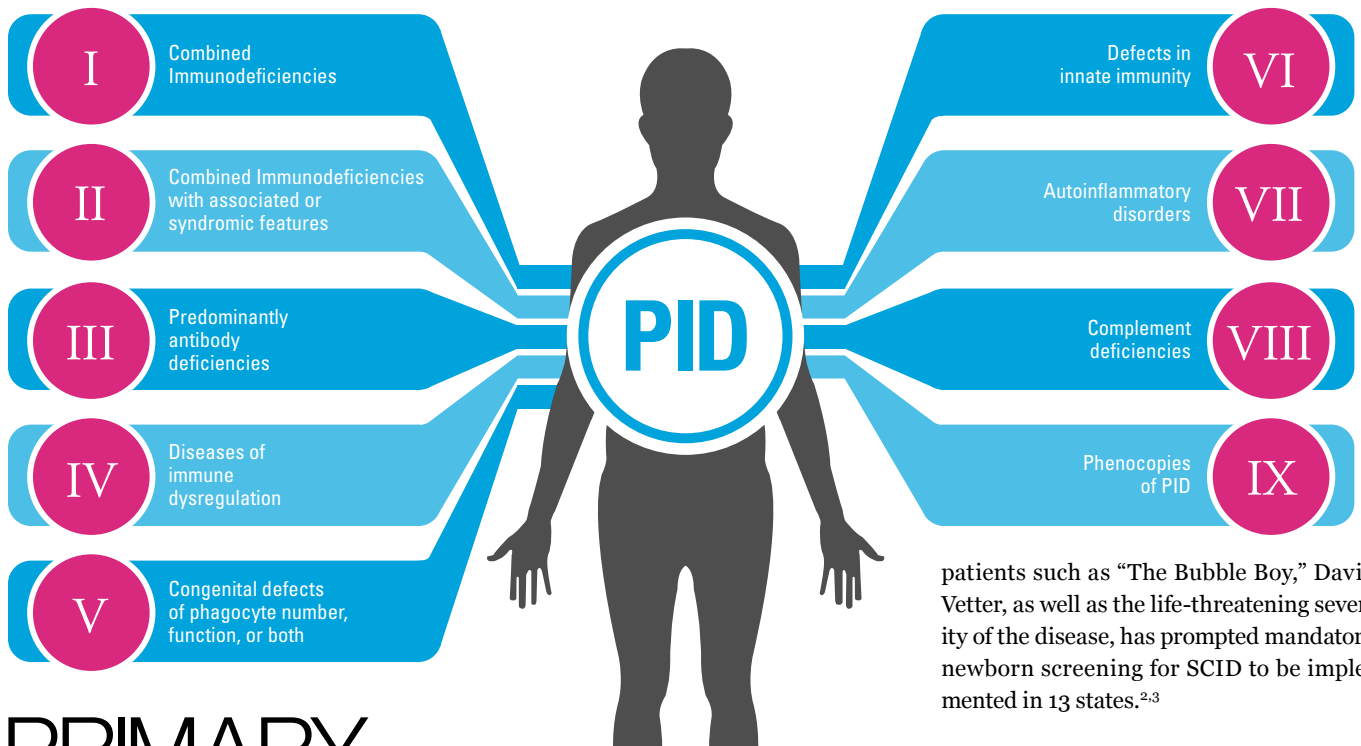 I
Combined
Immunodeficiencies
II
Combined Immunodeficiencies
with associated or
syndromic features
III
Predominantly
antibody
deficiencies
IV
Diseases of
immune
dysregulation
V
Congenital defects
of phagocyte number,
function, or both
PID
Defects in
innate immunity
VI
Autoinflammatory
disorders
VII
Complement
deficiencies
VIII
Phenocopies
of PID
IX
patients such as “The Bubble Boy,” Davi
Vetter, as well as the life-threatening sever
ity of the disease, has prompted mandator
newborn screening for SCID to be imple
mented in 13 states.2,3
PRIMARY